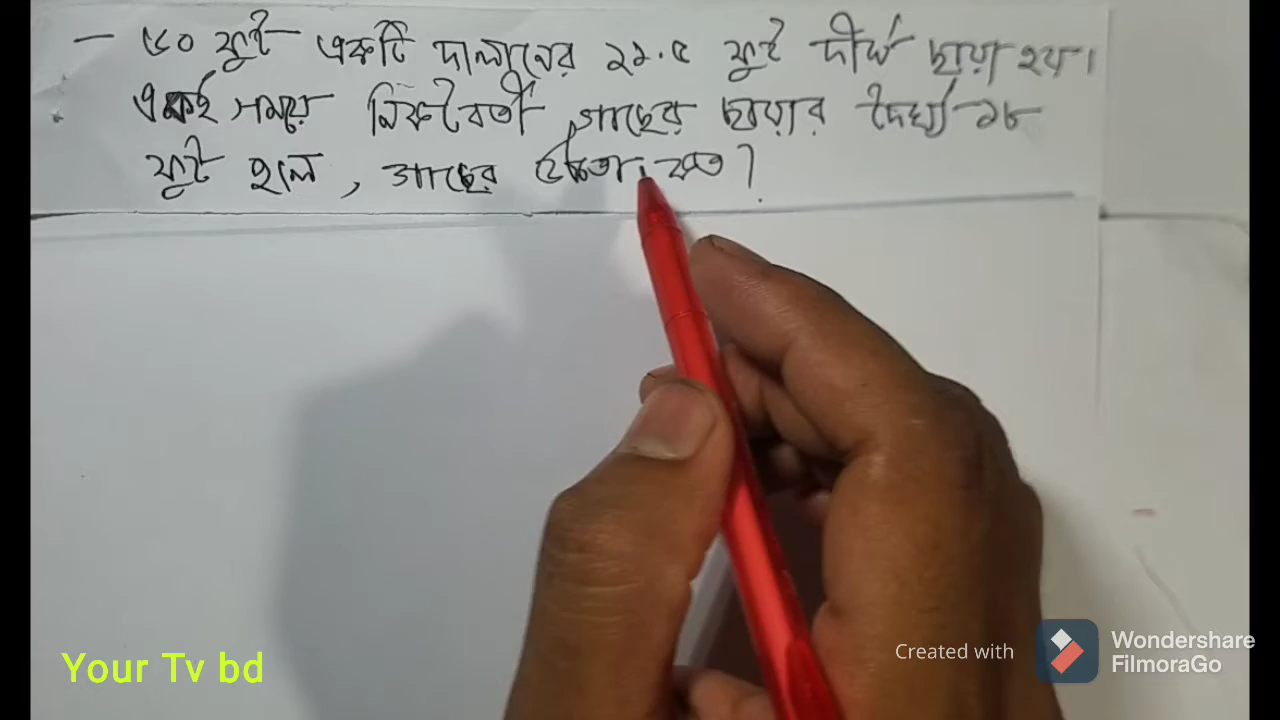 - ৬০ ফুট একটি দালানের ২২.৫ ফুট দীর্ঘ ছায়া হয়।
একই সময়ে নিকটবর্তী গাছের ছায়ার দৈর্ঘ্য ১৮
ফুট হলে, গাছের উচ্চতা কত?
Created with Wondershare FilmoraGo
Your Tv bd